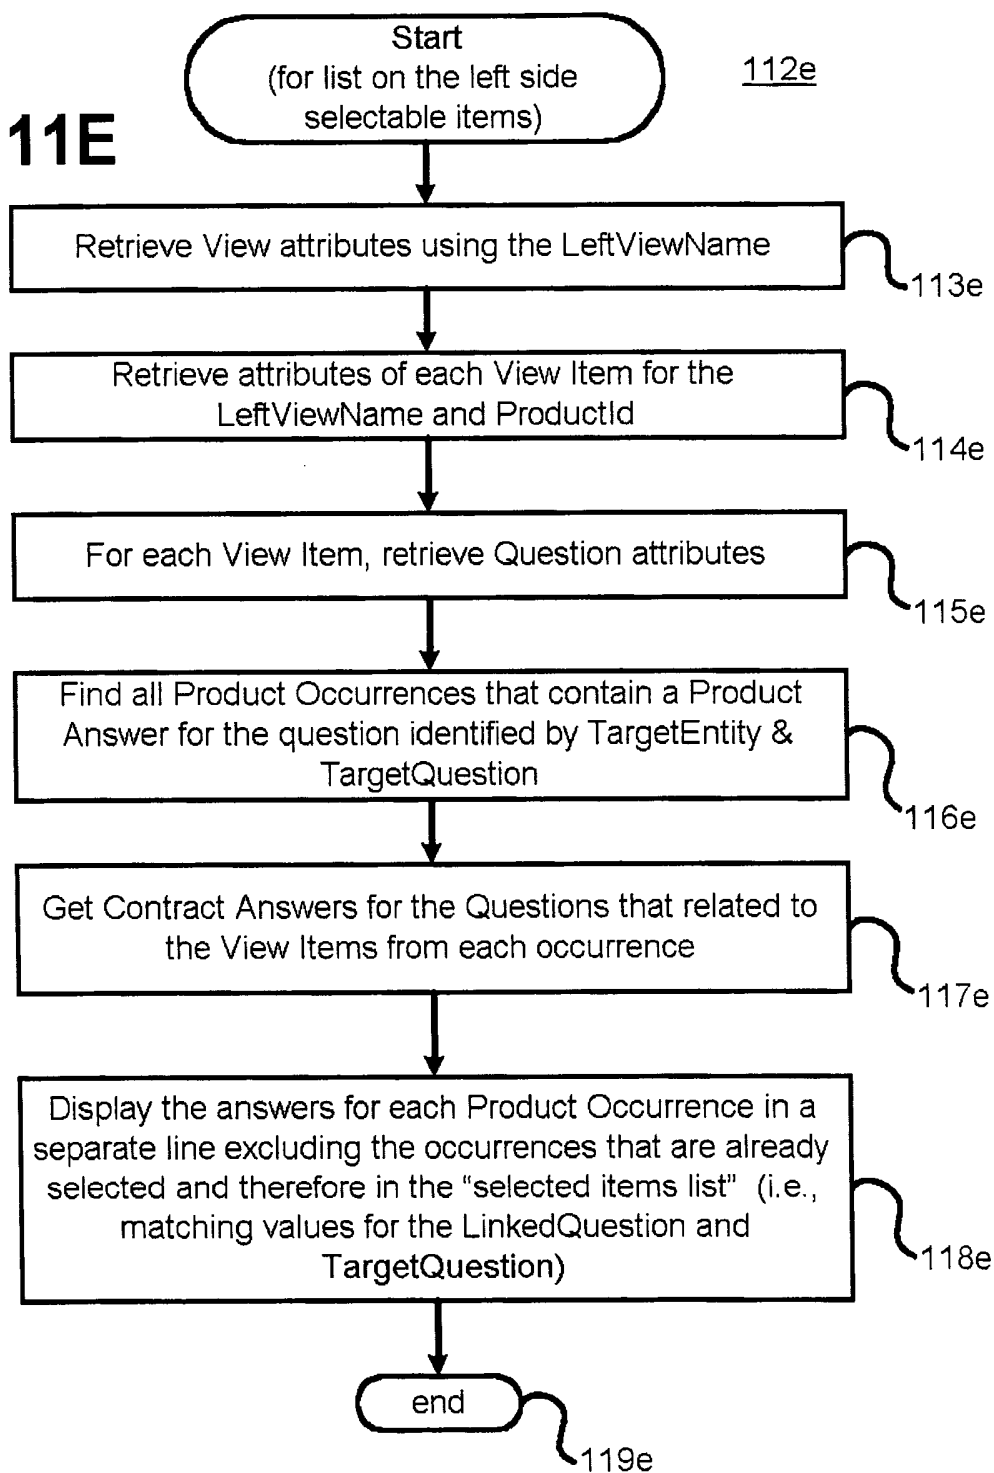 Start
(for list on the left side
selectable items)
112e
11E
Retrieve View attributes using the LeftViewName
113e
Retrieve attributes of each View Item for the
LeftViewName and ProductId
114e
For each View Item, retrieve Question attributes
115e
Find all Product Occurrences that contain a Product
Answer for the question identified by TargetEntity &
TargetQuestion
116e
Get Contract Answers for the Questions that related to
the View Items from each occurrence
117e
Display the answers for each Product Occurrence in a
separate line excluding the occurrences that are already
selected and therefore in the “selected items list” (i.e.,
matching values for the LinkedQuestion and
TargetQuestion)
118e
end
119e